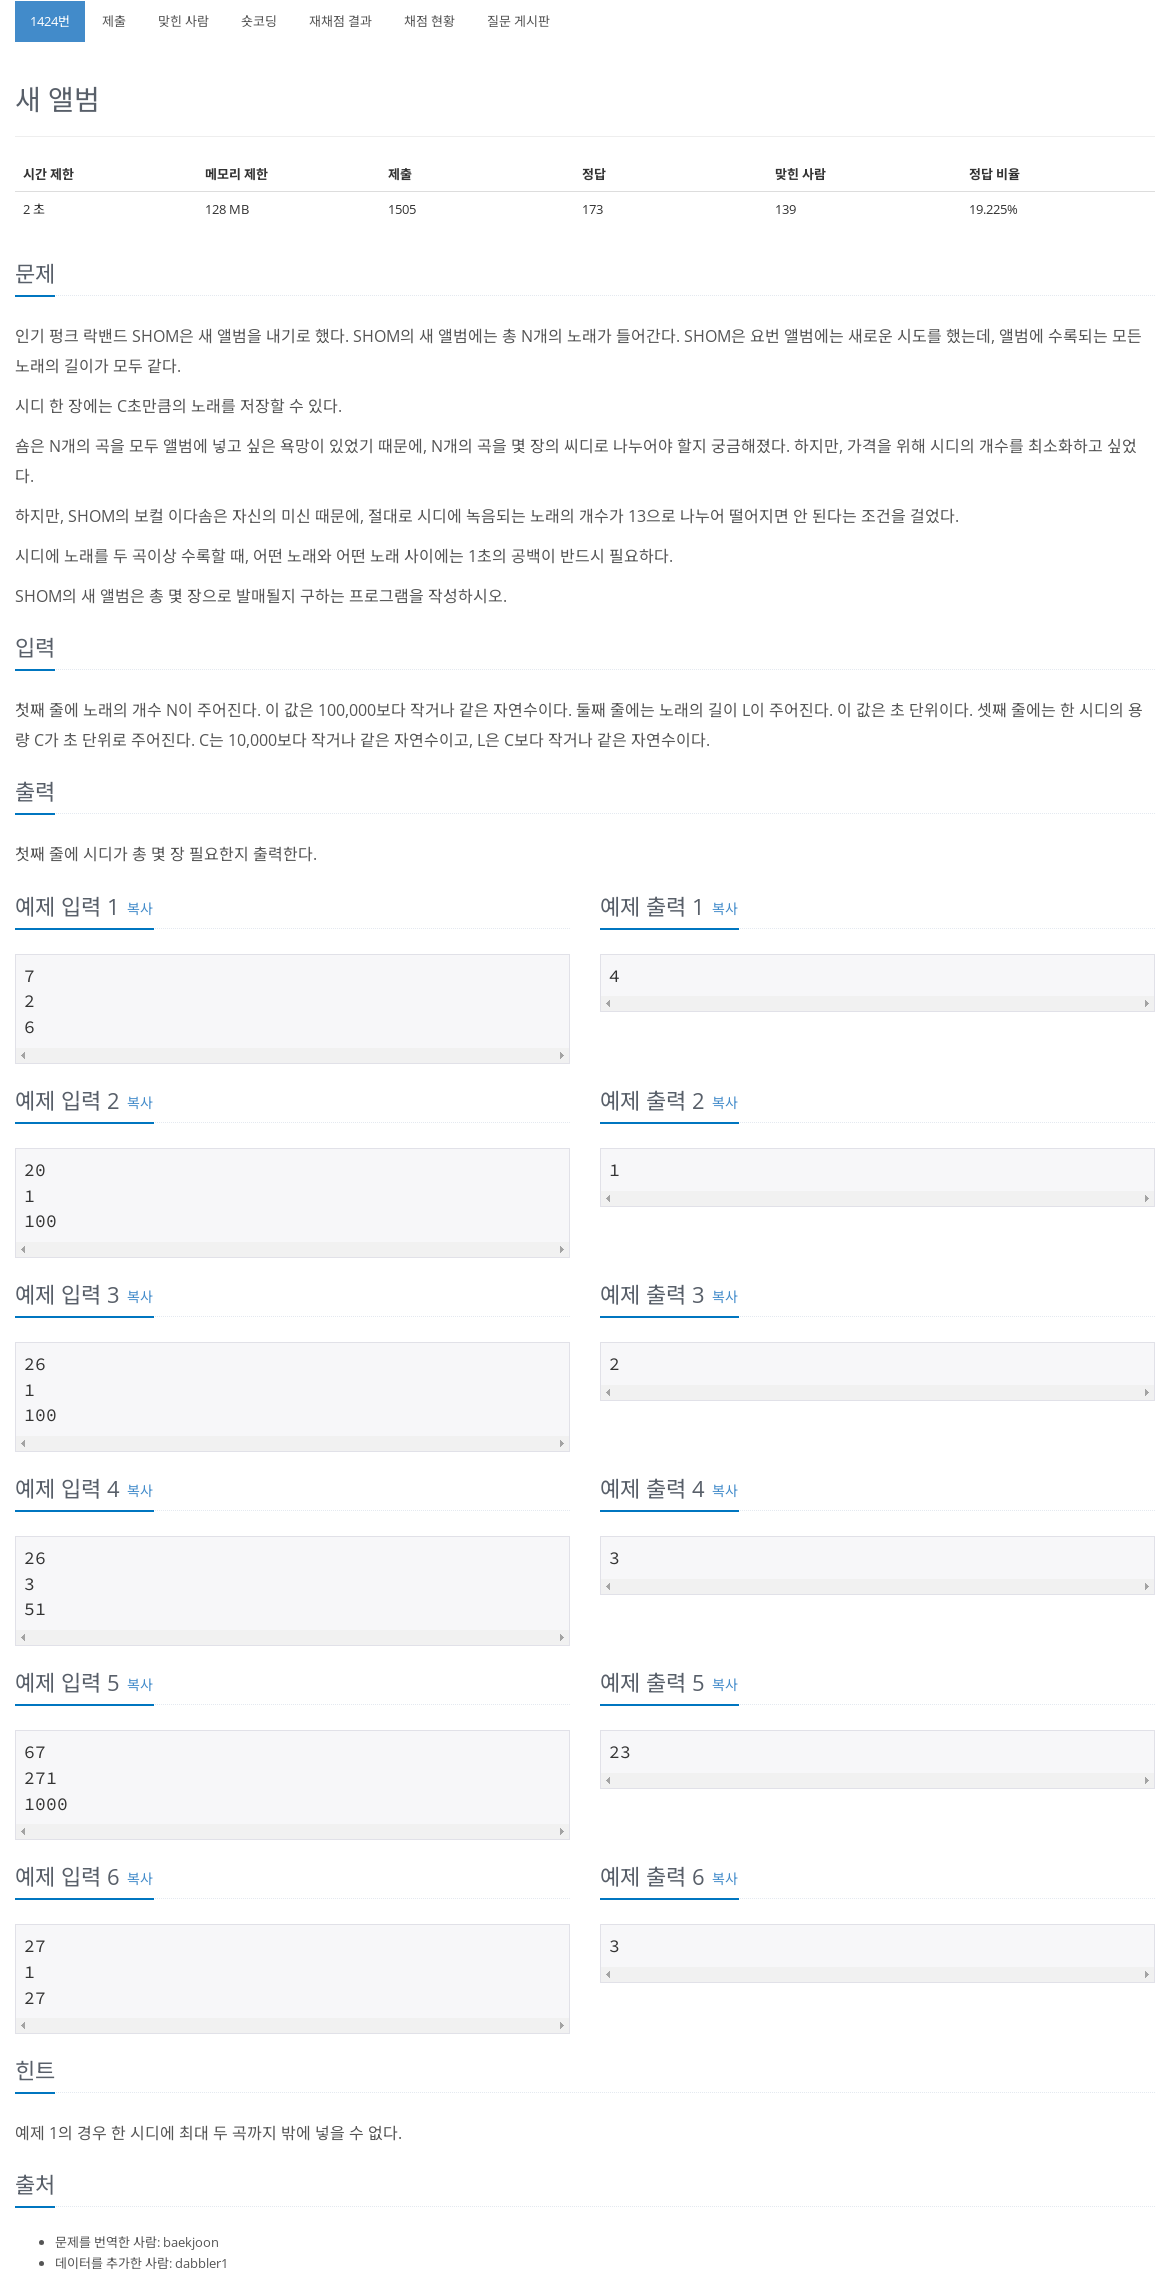 1424번 제출 맞힌 사람 숏코딩 재채점 결과 채점 현황 질문 게시판
새 앨범
시간 제한 메모리 제한 제출 정답 맞힌 사람 정답 비율
2 초 128 MB 1505 173 139 19.225%
문제
인기 펑크 락밴드 SHOM은 새 앨범을 내기로 했다. SHOM의 새 앨범에는 총 N개의 노래가 들어간다. SHOM은 요번 앨범에는 새로운 시도를 했는데, 앨범에 수록되는 모든
노래의 길이가 모두 같다.
시디 한 장에는 C초만큼의 노래를 저장할 수 있다.
숌은 N개의 곡을 모두 앨범에 넣고 싶은 욕망이 있었기 때문에, N개의 곡을 몇 장의 씨디로 나누어야 할지 궁금해졌다. 하지만, 가격을 위해 시디의 개수를 최소화하고 싶었
다.
하지만, SHOM의 보컬 이다솜은 자신의 미신 때문에, 절대로 시디에 녹음되는 노래의 개수가 13으로 나누어 떨어지면 안 된다는 조건을 걸었다.
시디에 노래를 두 곡이상 수록할 때, 어떤 노래와 어떤 노래 사이에는 1초의 공백이 반드시 필요하다.
SHOM의 새 앨범은 총 몇 장으로 발매될지 구하는 프로그램을 작성하시오.
입력
첫째 줄에 노래의 개수 N이 주어진다. 이 값은 100,000보다 작거나 같은 자연수이다. 둘째 줄에는 노래의 길이 L이 주어진다. 이 값은 초 단위이다. 셋째 줄에는 한 시디의 용
량 C가 초 단위로 주어진다. C는 10,000보다 작거나 같은 자연수이고, L은 C보다 작거나 같은 자연수이다.
출력
첫째 줄에 시디가 총 몇 장 필요한지 출력한다.
예제 입력 1 복사
7
2
6
예제 출력 1 복사
4
예제 입력 2 복사
20
1
100
예제 출력 2 복사
1
예제 입력 3 복사
26
1
100
예제 출력 3 복사
2
예제 입력 4 복사
26
3
51
예제 출력 4 복사
3
예제 입력 5 복사
67
271
1000
예제 출력 5 복사
23
예제 입력 6 복사
27
1
27
예제 출력 6 복사
3
힌트
예제 1의 경우 한 시디에 최대 두 곡까지 밖에 넣을 수 없다.
출처
문제를 번역한 사람: baekjoon
데이터를 추가한 사람: dabbler1